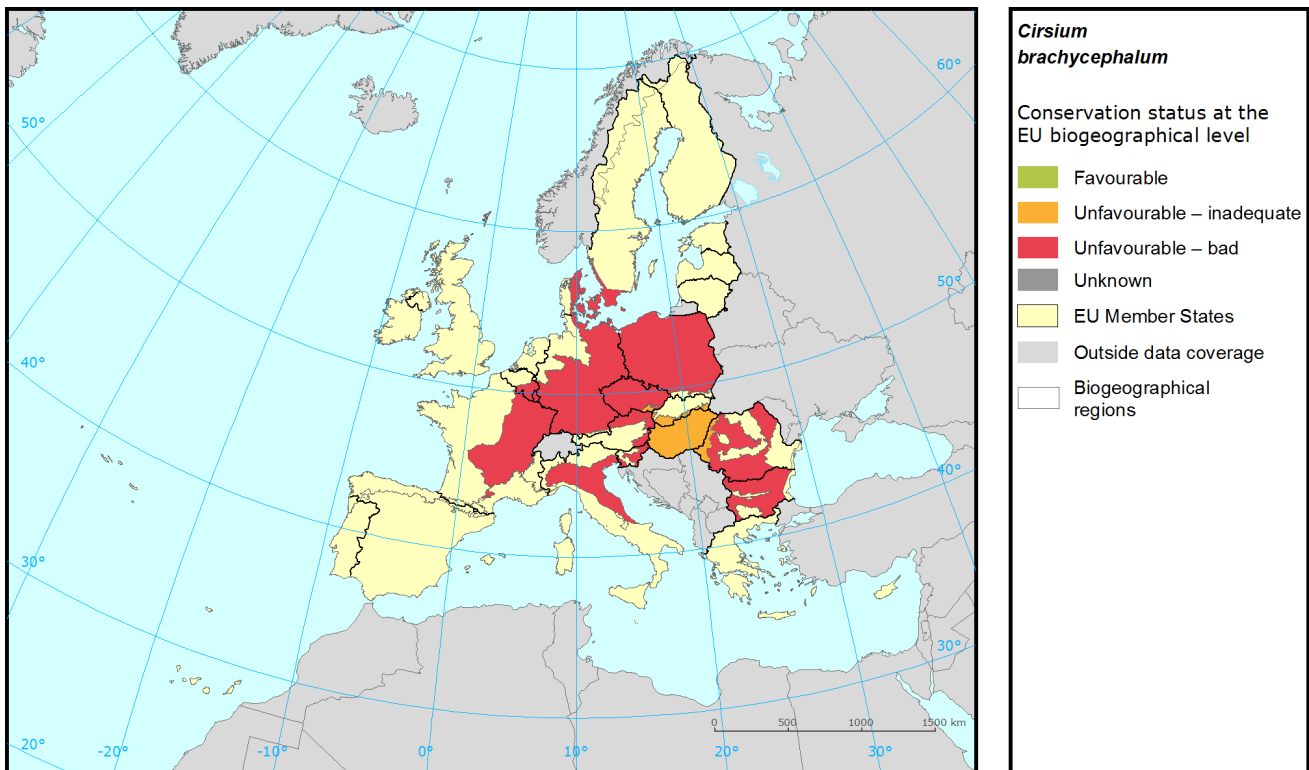 Cirsium
brachycephalum
Conservation status at the
EU biogeographical level
Favourable
Unfavourable – inadequate
Unfavourable – bad
Unknown
EU Member States
Outside data coverage
Biogeographical
regions
60°
50°
50°
40°
40°
30°
30°
20°
-20°
-10°
0°
10°
20°
30°
0 500 1000 1500 km